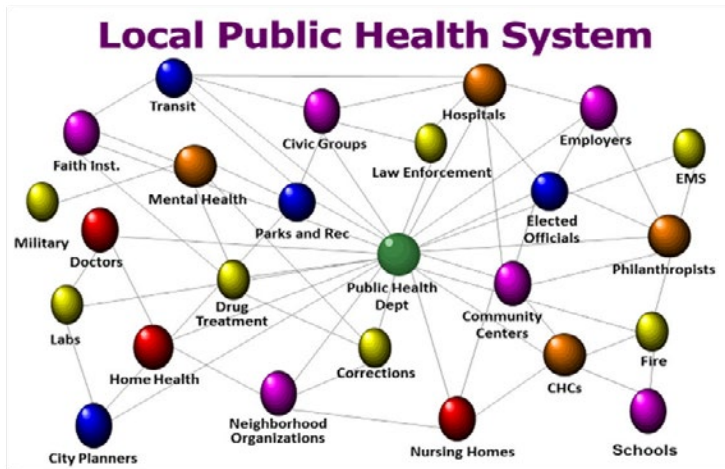 Local Public Health System
Transit
Hospitals
Civic Groups
Employers
Law Enforcement
Faith Inst.
Mental Health
EMS
Military
Parks and Rec
Elected
Officials
Doctors
Philanthropists
Public Health
Dept
Drug
Treatment
Community
Centers
Labs
Fire
Home Health
Corrections
CHCs
Neighborhood
Organizations
City Planners
Nursing Homes
Schools